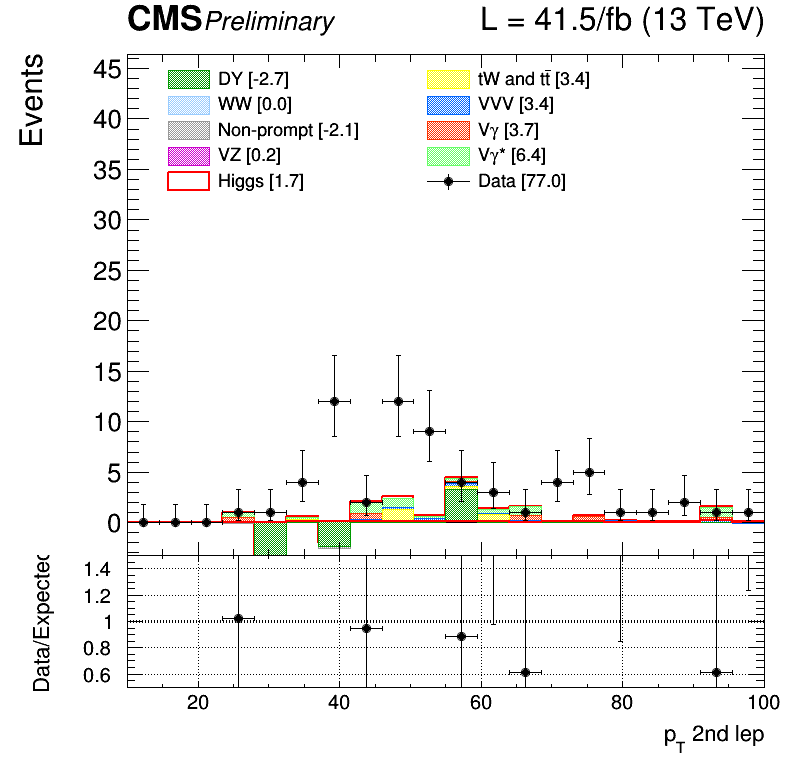 CMS Preliminary L = 41.5/fb (13 TeV)
Events
45
40
35
30
25
20
15
10
5
0
DY [-2.7]
WW [0.0]
Non-prompt [-2.1]
VZ [0.2]
Higgs [1.7]
tW and tt̄ [3.4]
VVV [3.4]
Vγ [3.7]
Vγ* [6.4]
Data [77.0]
Data/Expected
1.4
1.2
1
0.8
0.6
20 40 60 80 100
pT 2nd lep